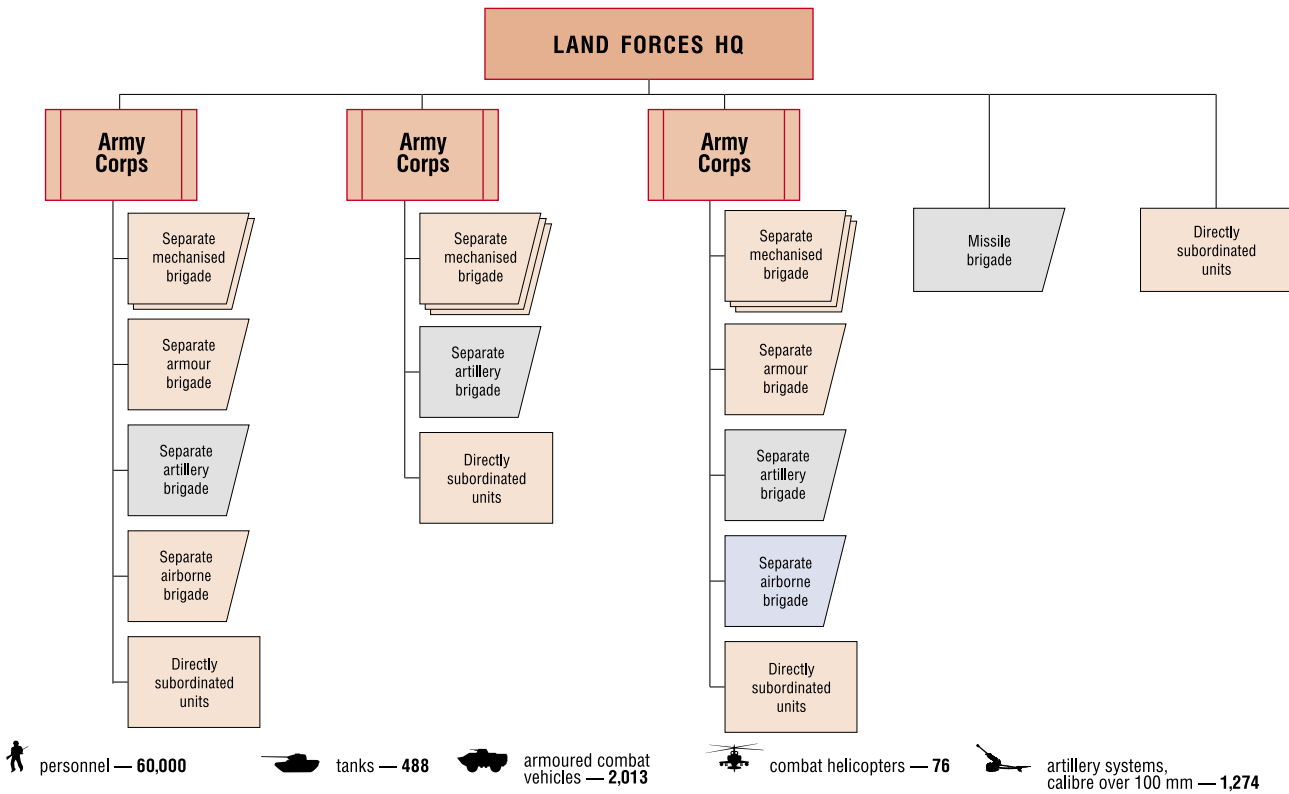 LAND FORCES HQ
Army
Corps
Separate
mechanised
brigade
Separate
armour
brigade
Separate
artillery
brigade
Separate
airborne
brigade
Directly
subordinated
units
Army
Corps
Separate
mechanised
brigade
Separate
artillery
brigade
Directly
subordinated
units
Army
Corps
Separate
mechanised
brigade
Separate
armour
brigade
Separate
artillery
brigade
Separate
airborne
brigade
Directly
subordinated
units
Missile
brigade
Directly
subordinated
units
personnel — 60,000
tanks — 488
armoured combat
vehicles — 2,013
combat helicopters — 76
artillery systems,
calibre over 100 mm — 1,274